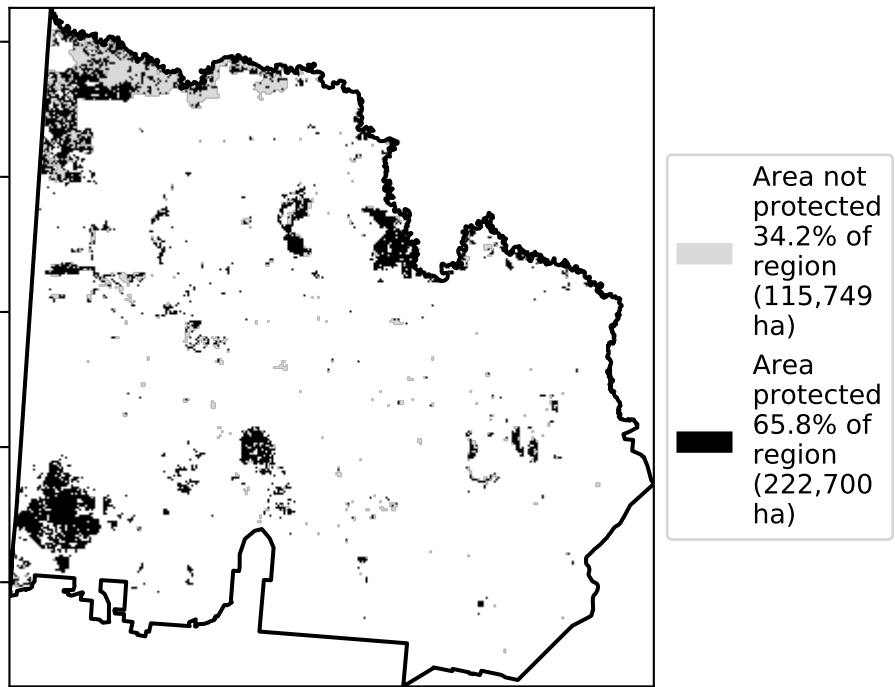 Area not
protected
34.2% of
region
(115,749
ha)
Area
protected
65.8% of
region
(222,700
ha)